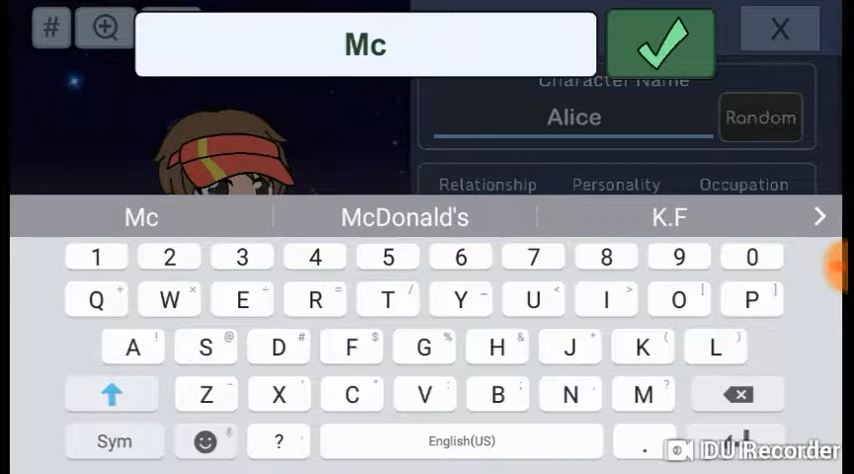 #
Mc
X
Character Name
Alice
Random
Relationship Personality Occupation
Mc McDonald's K.F >
1 2 3 4 5 6 7 8 9 0
Q + W × E ÷ R = T / Y _ U < I > O [ P ]
A ! S @ D # F $ G % H & J * K ( L )
Z - X ' C " V : B ; N , M ?
Sym ? English(US) .
DU Recorder